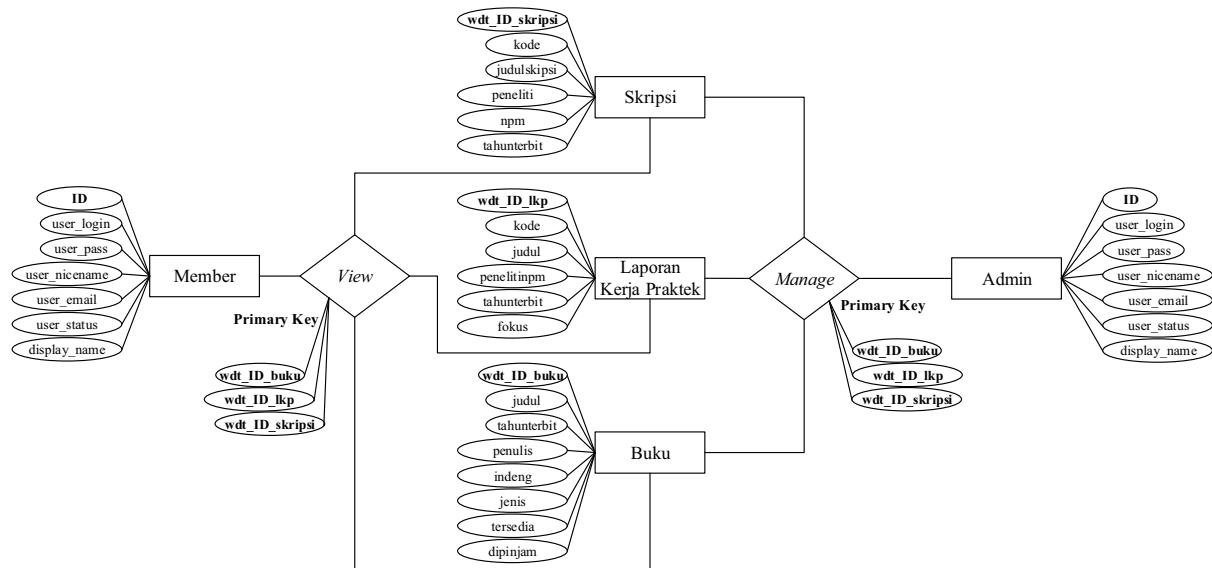 wdt_ID_skripsi
kode
judulskipsi
peneliti
npm
tahunterbit
Skripsi
ID
user_login
user_pass
user_nicename
user_email
user_status
display_name
Member
View
Primary Key
wdt_ID_buku
wdt_ID_lkp
wdt_ID_skripsi
wdt_ID_lkp
kode
judul
penelitinpm
tahunterbit
fokus
Laporan
Kerja Praktek
wdt_ID_buku
judul
tahunterbit
penulis
indeng
jenis
tersedia
dipinjam
Buku
Manage
Primary Key
wdt_ID_buku
wdt_ID_lkp
wdt_ID_skripsi
Admin
ID
user_login
user_pass
user_nicename
user_email
user_status
display_name